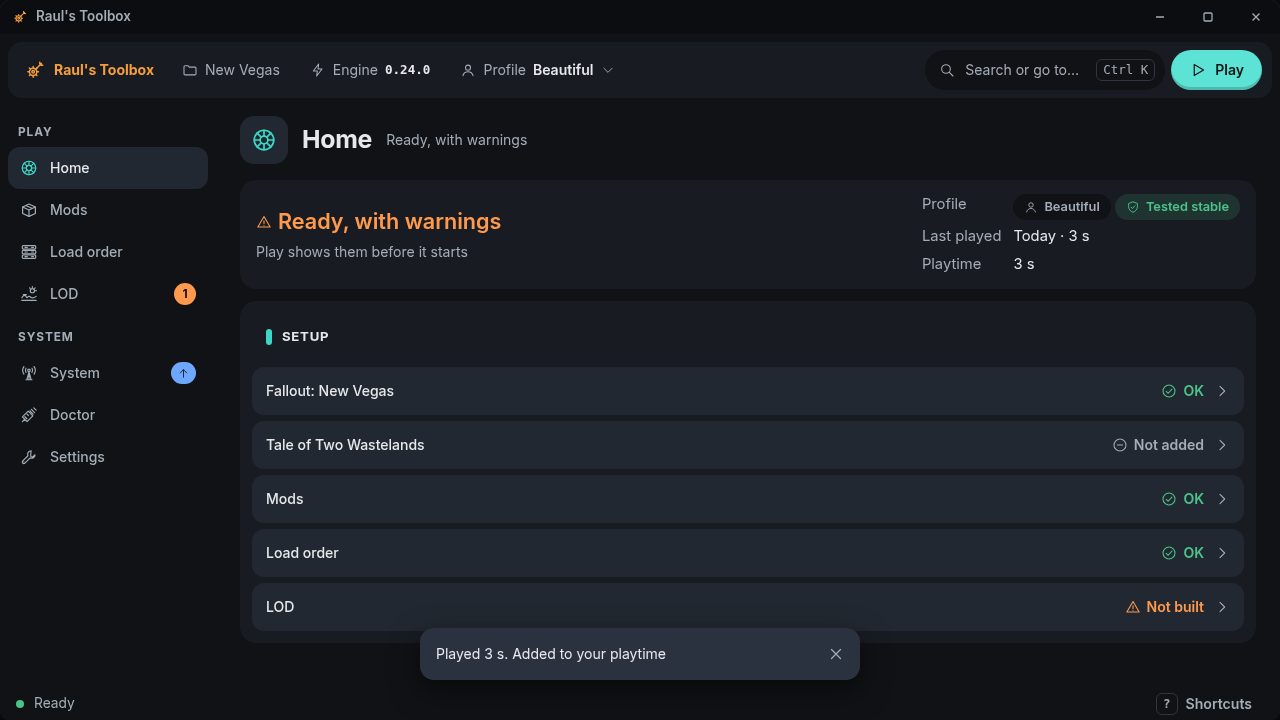 Raul's Toolbox
Raul's Toolbox
New Vegas
Engine 0.24.0
Profile Beautiful
Search or go to...
Ctrl K
Play
PLAY
Home
Mods
Load order
LOD
1
SYSTEM
System
Doctor
Settings
Home
Ready, with warnings
Ready, with warnings
Play shows them before it starts
Profile
Beautiful
Tested stable
Last played
Today · 3 s
Playtime
3 s
SETUP
Fallout: New Vegas
OK
Tale of Two Wastelands
Not added
Mods
OK
Load order
OK
LOD
Not built
Played 3 s. Added to your playtime
Ready
? Shortcuts